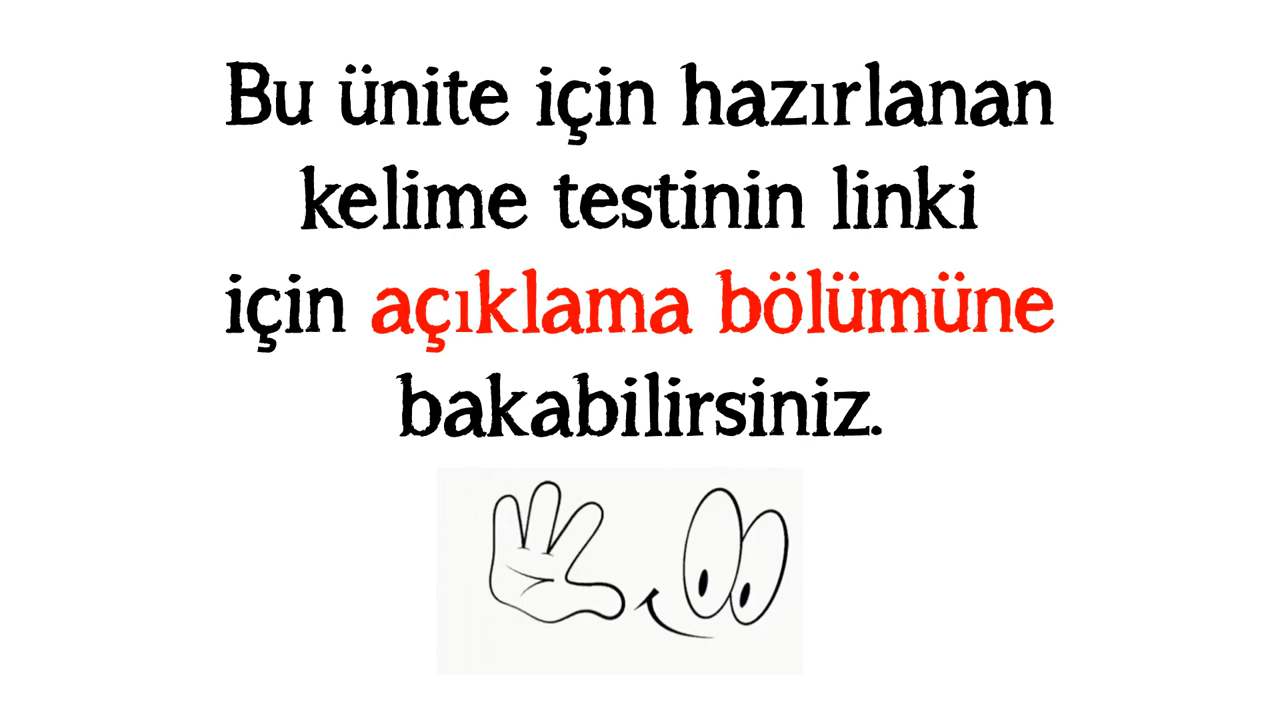 Bu ünite için hazırlanan
kelime testinin linki
için açıklama bölümüne
bakabilirsiniz.